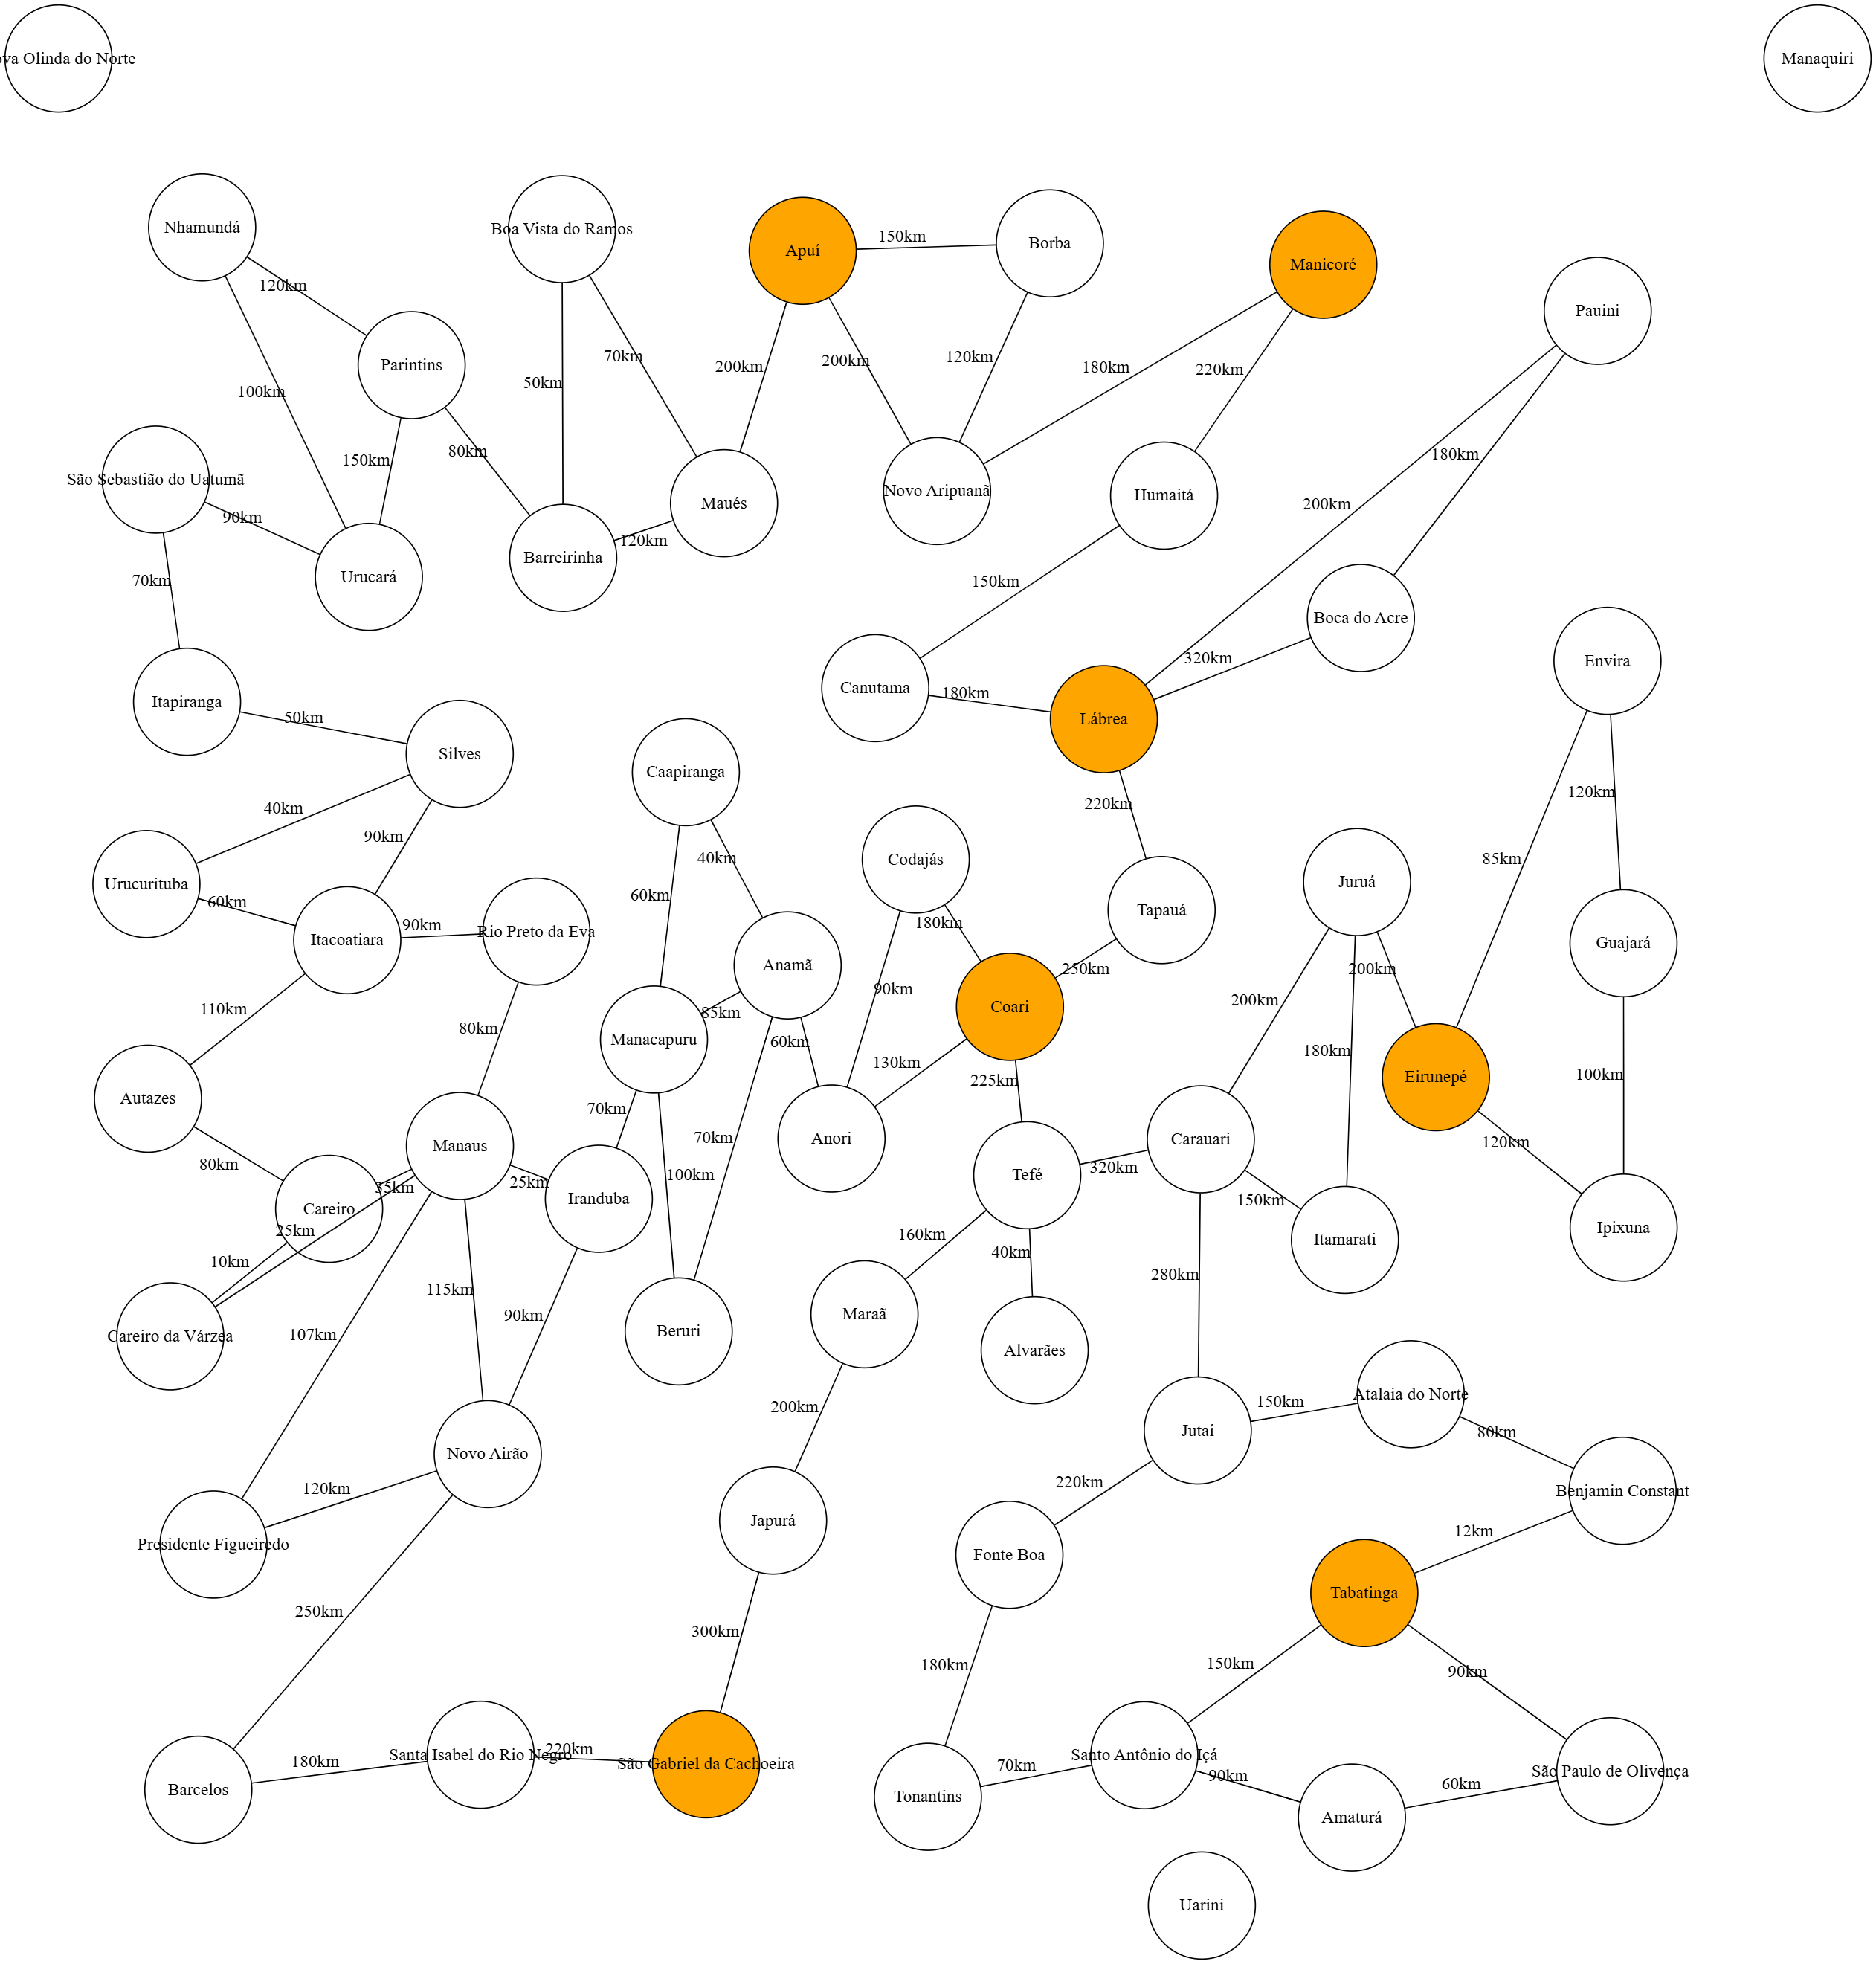 ova Olinda do Norte
Manaquiri
Nhamundá
Boa Vista do Ramos
Apuí
150km
Borba
Manicoré
120km
Pauini
Parintins
70km
200km
200km
120km
180km
220km
100km
50km
150km
80km
180km
São Sebastião do Uatumã
Novo Aripuanã
Humaitá
Maués
200km
90km
120km
Barreirinha
Urucará
70km
150km
Boca do Acre
Envira
320km
Canutama
180km
Lábrea
Itapiranga
50km
Silves
Caapiranga
120km
40km
220km
90km
40km
Codajás
85km
Urucurituba
60km
60km
Juruá
Tapauá
180km
90km
Itacoatiara
Rio Preto da Eva
Guajará
Anamã
250km
200km
90km
200km
Coari
110km
85km
80km
Manacapuru
60km
180km
130km
225km
100km
Eirunepé
Autazes
70km
Manaus
70km
Anori
Carauari
120km
80km
320km
100km
Tefé
25km
35km
Iranduba
150km
Careiro
Ipixuna
25km
160km
Itamarati
10km
40km
280km
115km
90km
Maraã
Careiro da Várzea
107km
Beruri
Alvarães
Atalaia do Norte
200km
150km
Jutaí
80km
Novo Airão
220km
120km
Benjamin Constant
Japurá
12km
Presidente Figueiredo
Fonte Boa
Tabatinga
250km
300km
180km
150km
90km
220km
Santa Isabel do Rio Negro
180km
São Gabriel da Cachoeira
Santo Antônio do Içá
70km
90km
São Paulo de Olivença
60km
Barcelos
Tonantins
Amaturá
Uarini